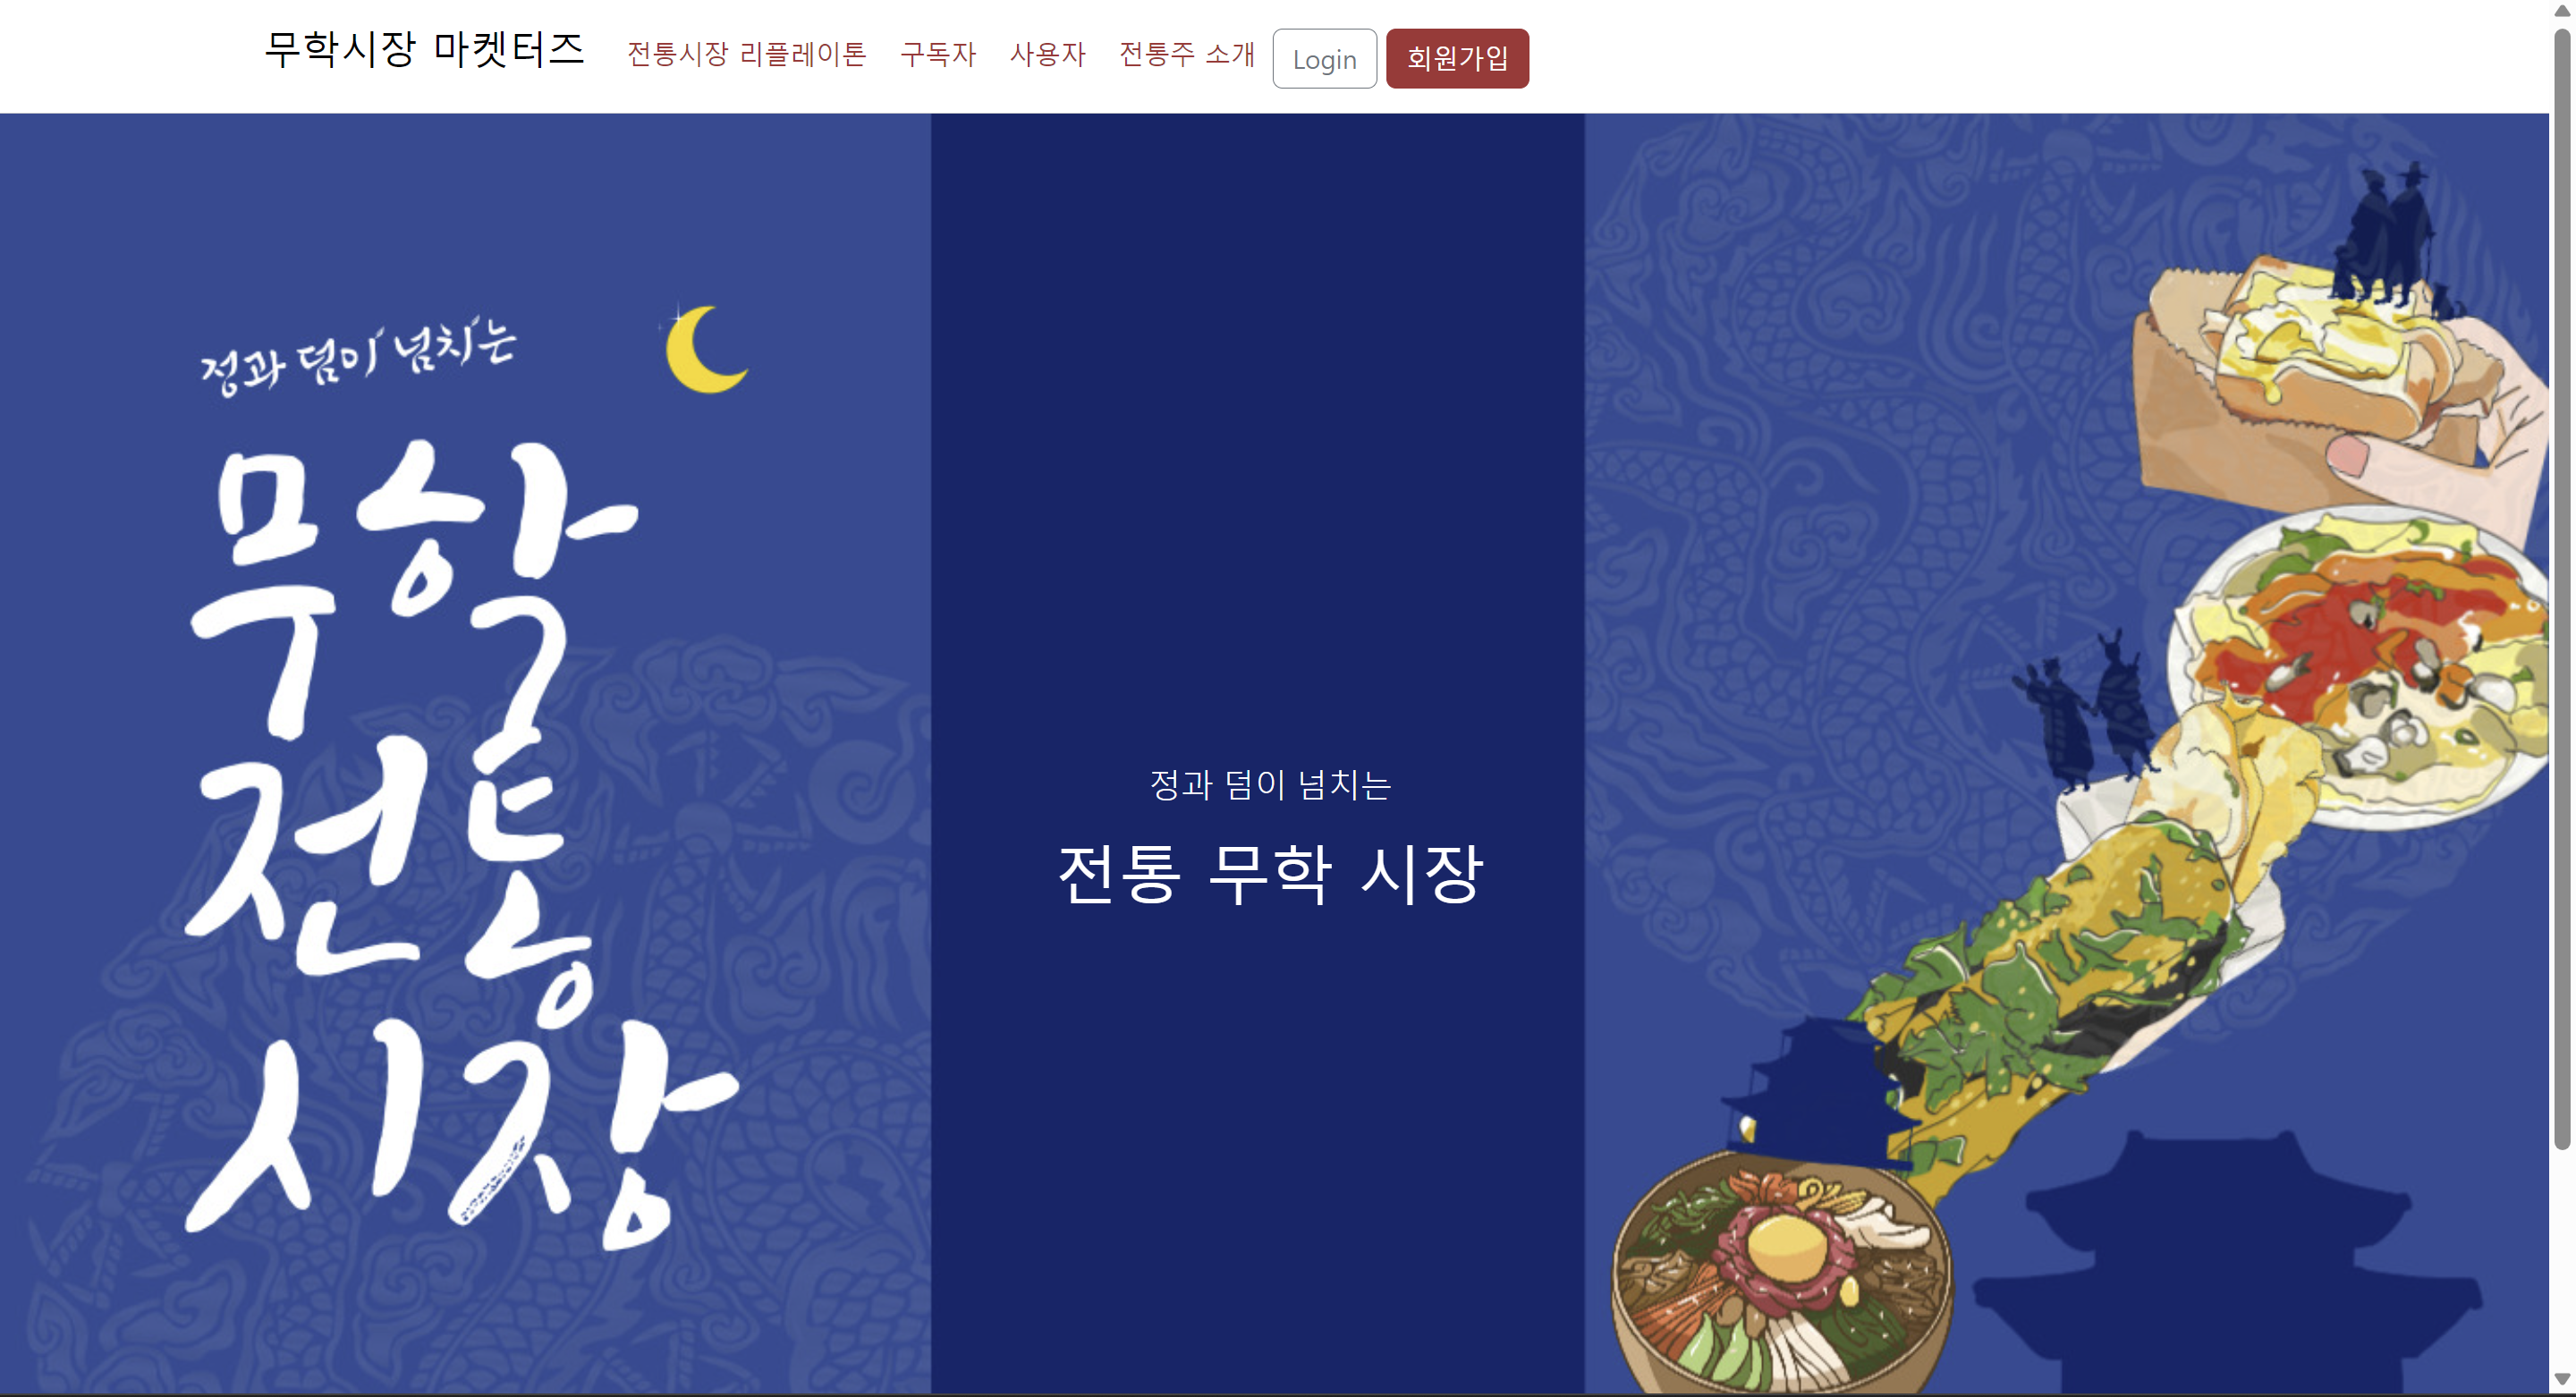 무학시장 마켓터즈
전통시장 리플레이톤
구독자
사용자
전통주 소개
Login
회원가입
정과 덤이 넘치는
무학
전통
시장
정과 덤이 넘치는
전통 무학 시장